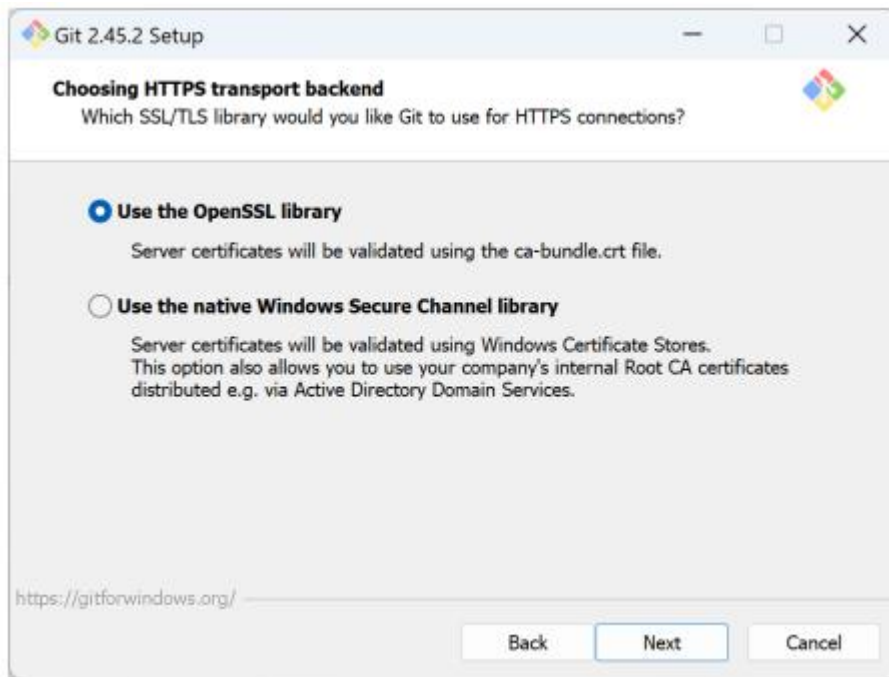 Git 2.45.2 Setup
Choosing HTTPS transport backend
Which SSL/TLS library would you like Git to use for HTTPS connections?
Use the OpenSSL library
Server certificates will be validated using the ca-bundle.crt file.
Use the native Windows Secure Channel library
Server certificates will be validated using Windows Certificate Stores.
This option also allows you to use your company's internal Root CA certificates
distributed e.g. via Active Directory Domain Services.
https://gitforwindows.org/
Back Next Cancel